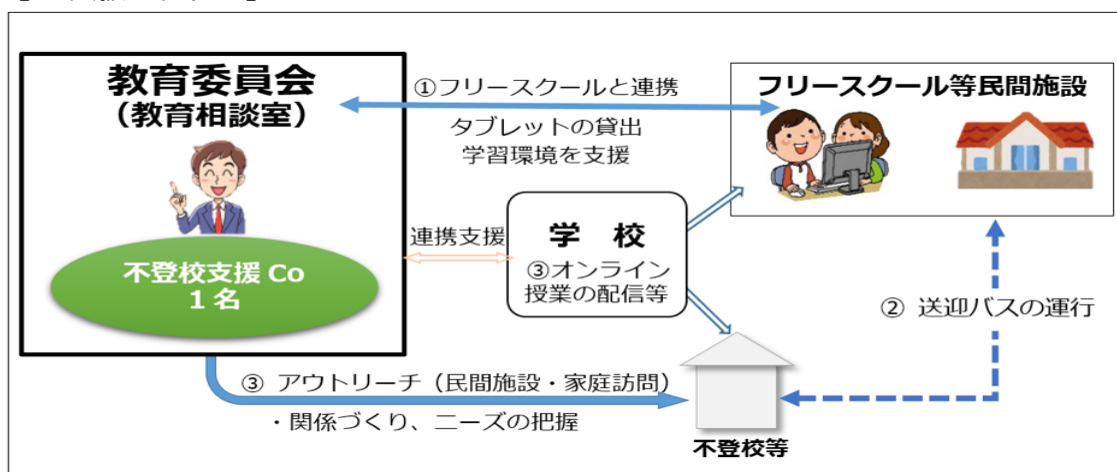 教育委員会
（教育相談室）
不登校支援 Co
1 名
①フリースクールと連携
タブレットの貸出
学習環境を支援
フリースクール等民間施設
連携支援
学　校
③オンライン
授業の配信等
② 送迎バスの運行
③ アウトリーチ（民間施設・家庭訪問）
・関係づくり、ニーズの把握
不登校等